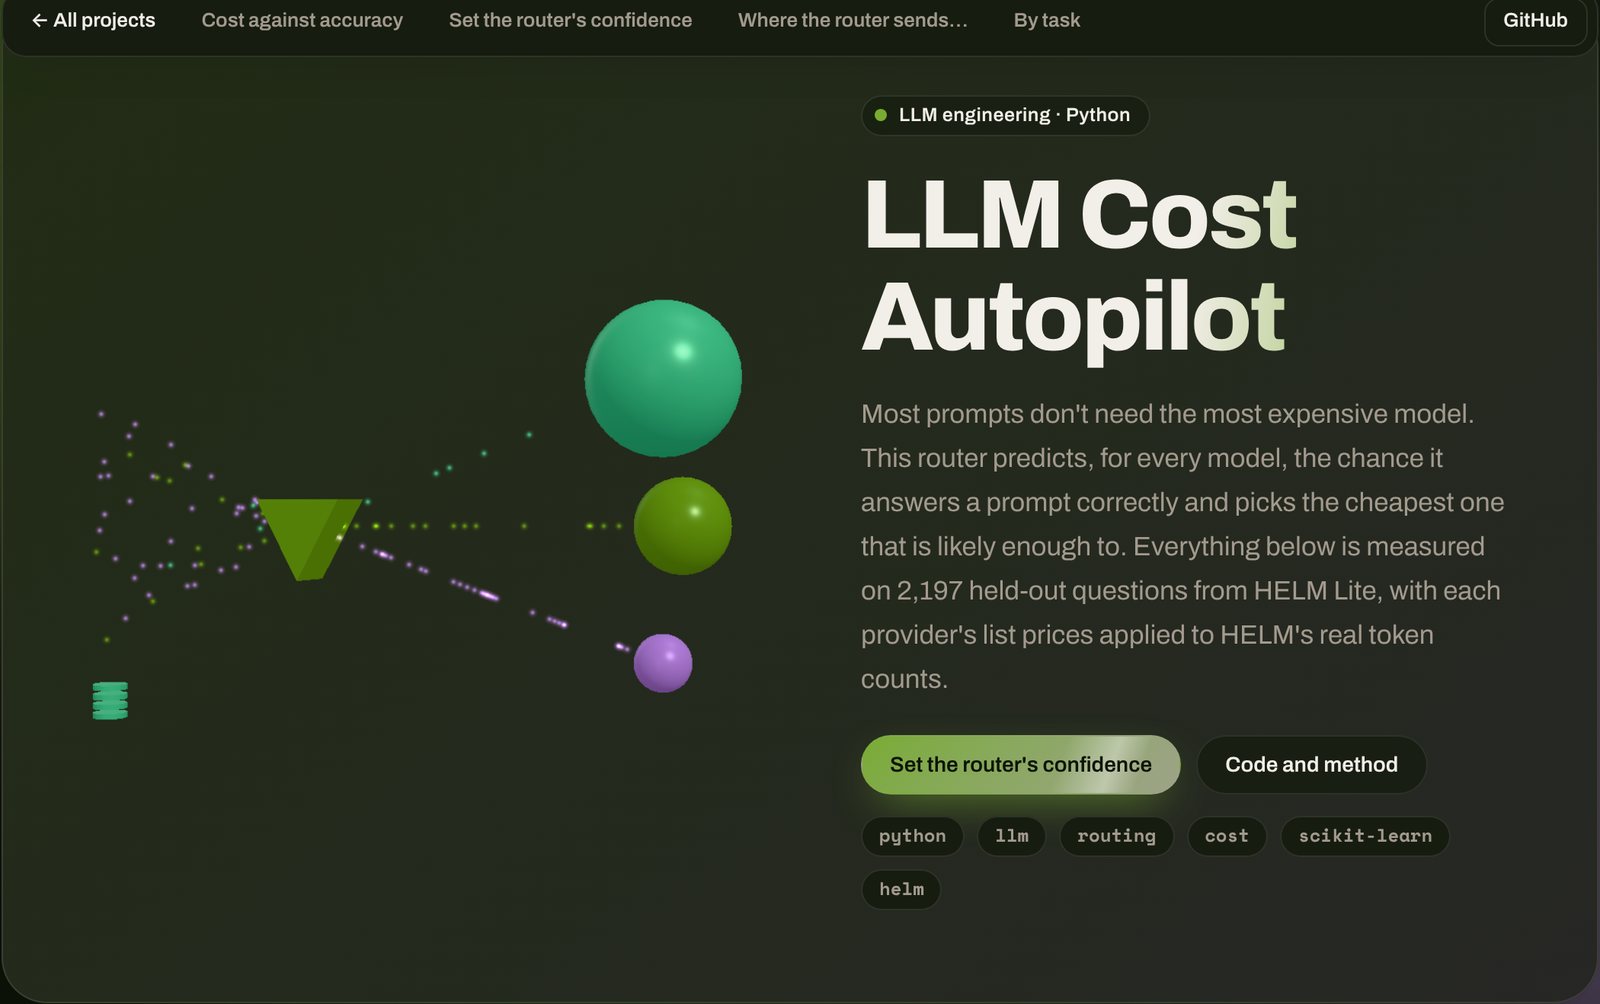 ← All projects
Cost against accuracy
Set the router's confidence
Where the router sends...
By task
GitHub
LLM engineering · Python
LLM Cost
Autopilot
Most prompts don't need the most expensive model.
This router predicts, for every model, the chance it
answers a prompt correctly and picks the cheapest one
that is likely enough to. Everything below is measured
on 2,197 held-out questions from HELM Lite, with each
provider's list prices applied to HELM's real token
counts.
Set the router's confidence
Code and method
python
llm
routing
cost
scikit-learn
helm